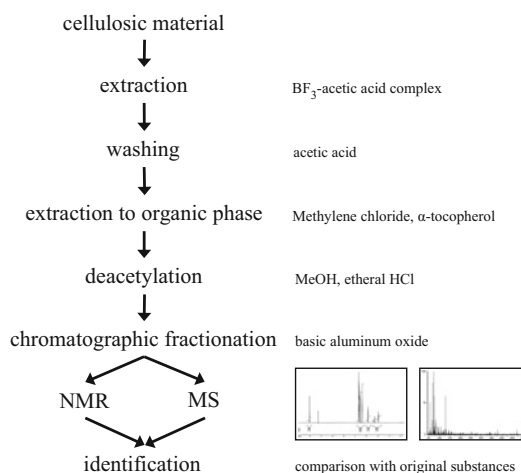 cellulosic material
extraction BF3-acetic acid complex
washing acetic acid
extraction to organic phase Methylene chloride, α-tocopherol
deacetylation MeOH, etheral HCl
chromatographic fractionation basic aluminum oxide
NMR MS
identification comparison with original substances